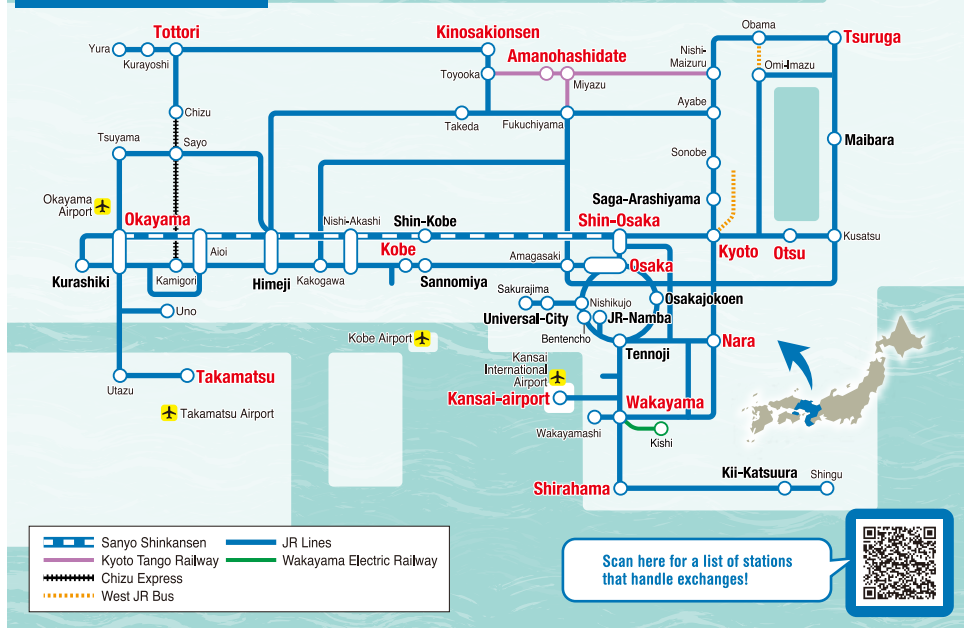 Obama
Tottori
Kinosakionsen
Tsuruga
Yura
Kurayoshi
Amanohashidate
Nishi-
Maizuru
Omi-Imazu
Toyooka
Miyazu
Chizu
Ayabe
Takeda
Fukuchiyama
Tsuyama
Sayo
Maibara
Sonobe
Okayama
Airport
Saga-Arashiyama
Okayama
Nishi-Akashi
Shin-Kobe
Shin-Osaka
Kobe
Kyoto
Otsu
Kusatsu
Aioi
Amagasaki
Osaka
Kurashiki
Kamigori
Himeji
Kakogawa
Sannomiya
Sakurajima
Nishikujo
Osakajokoen
Uno
Universal-City
JR-Namba
Kobe Airport
Bentencho
Tennoji
Nara
Kansai
International
Airport
Utazu
Takamatsu
Kansai-airport
Wakayama
Takamatsu Airport
Wakayamashi
Kishi
Kii-Katsuura
Shingu
Shirahama
Sanyo Shinkansen
JR Lines
Kyoto Tango Railway
Wakayama Electric Railway
Chizu Express
West JR Bus
Scan here for a list of stations
that handle exchanges!